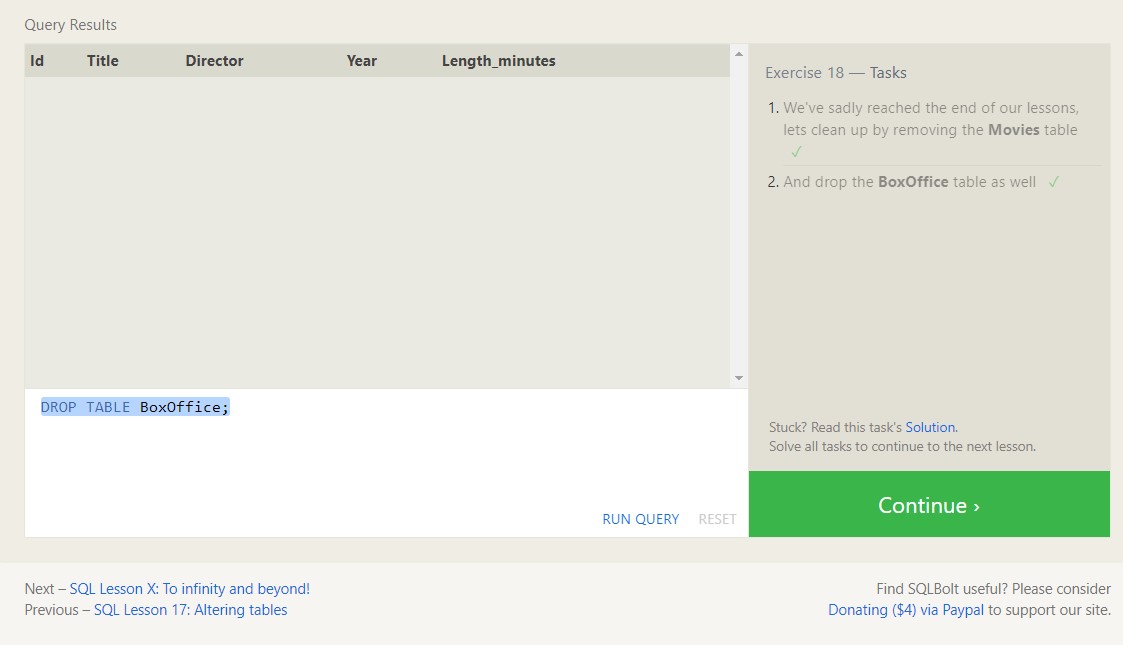 Query Results
Id Title Director Year Length_minutes
DROP TABLE BoxOffice;
RUN QUERY RESET
Exercise 18 — Tasks
1. We've sadly reached the end of our lessons,
lets clean up by removing the Movies table
✓
2. And drop the BoxOffice table as well ✓
Stuck? Read this task's Solution.
Solve all tasks to continue to the next lesson.
Continue ›
Next – SQL Lesson X: To infinity and beyond!
Previous – SQL Lesson 17: Altering tables
Find SQLBolt useful? Please consider
Donating ($4) via Paypal to support our site.